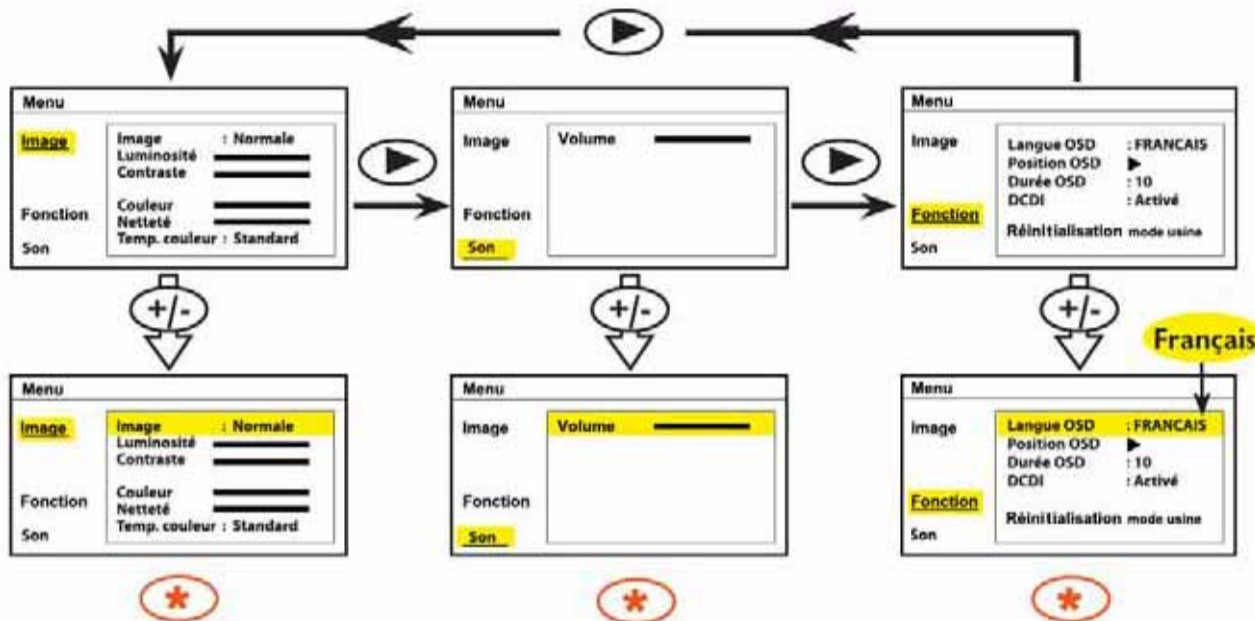 Menu
Image
Image : Normale
Luminosité
Contraste
Couleur
Fonction
Netteté
Temp. couleur : Standard
Son
Menu
Image
Volume
Fonction
Son
Menu
Image
Langue OSD : FRANCAIS
Position OSD
Durée OSD : 10
DCDI : Activé
Fonction
Réinitialisation mode usine
Son
+/-
+/-
+/-
Français
Menu
Image
Image : Normale
Luminosité
Contraste
Couleur
Fonction
Netteté
Temp. couleur : Standard
Son
Menu
Image
Volume
Fonction
Son
Menu
Image
Langue OSD : FRANCAIS
Position OSD
Durée OSD : 10
DCDI : Activé
Fonction
Réinitialisation mode usine
Son
*
*
*